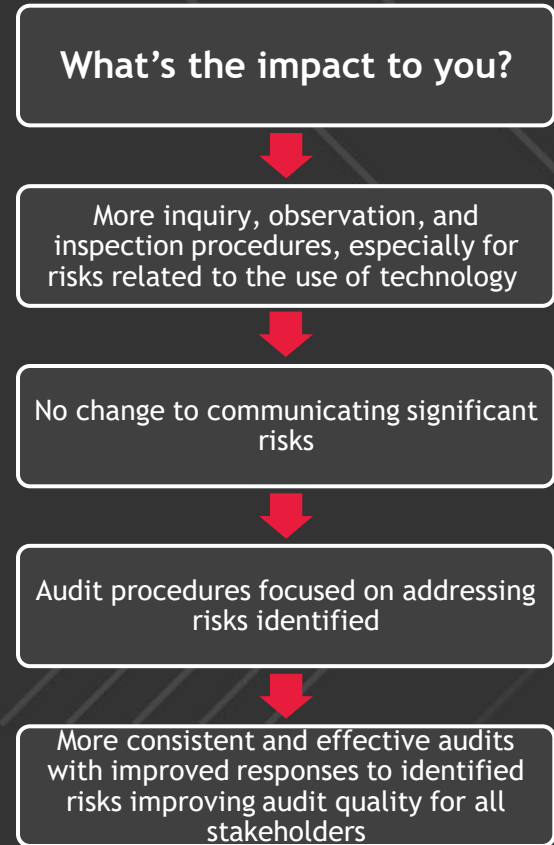 What's the impact to you?
More inquiry, observation, and
inspection procedures, especially for
risks related to the use of technology
No change to communicating significant
risks
Audit procedures focused on addressing
risks identified
More consistent and effective audits
with improved responses to identified
risks improving audit quality for all
stakeholders